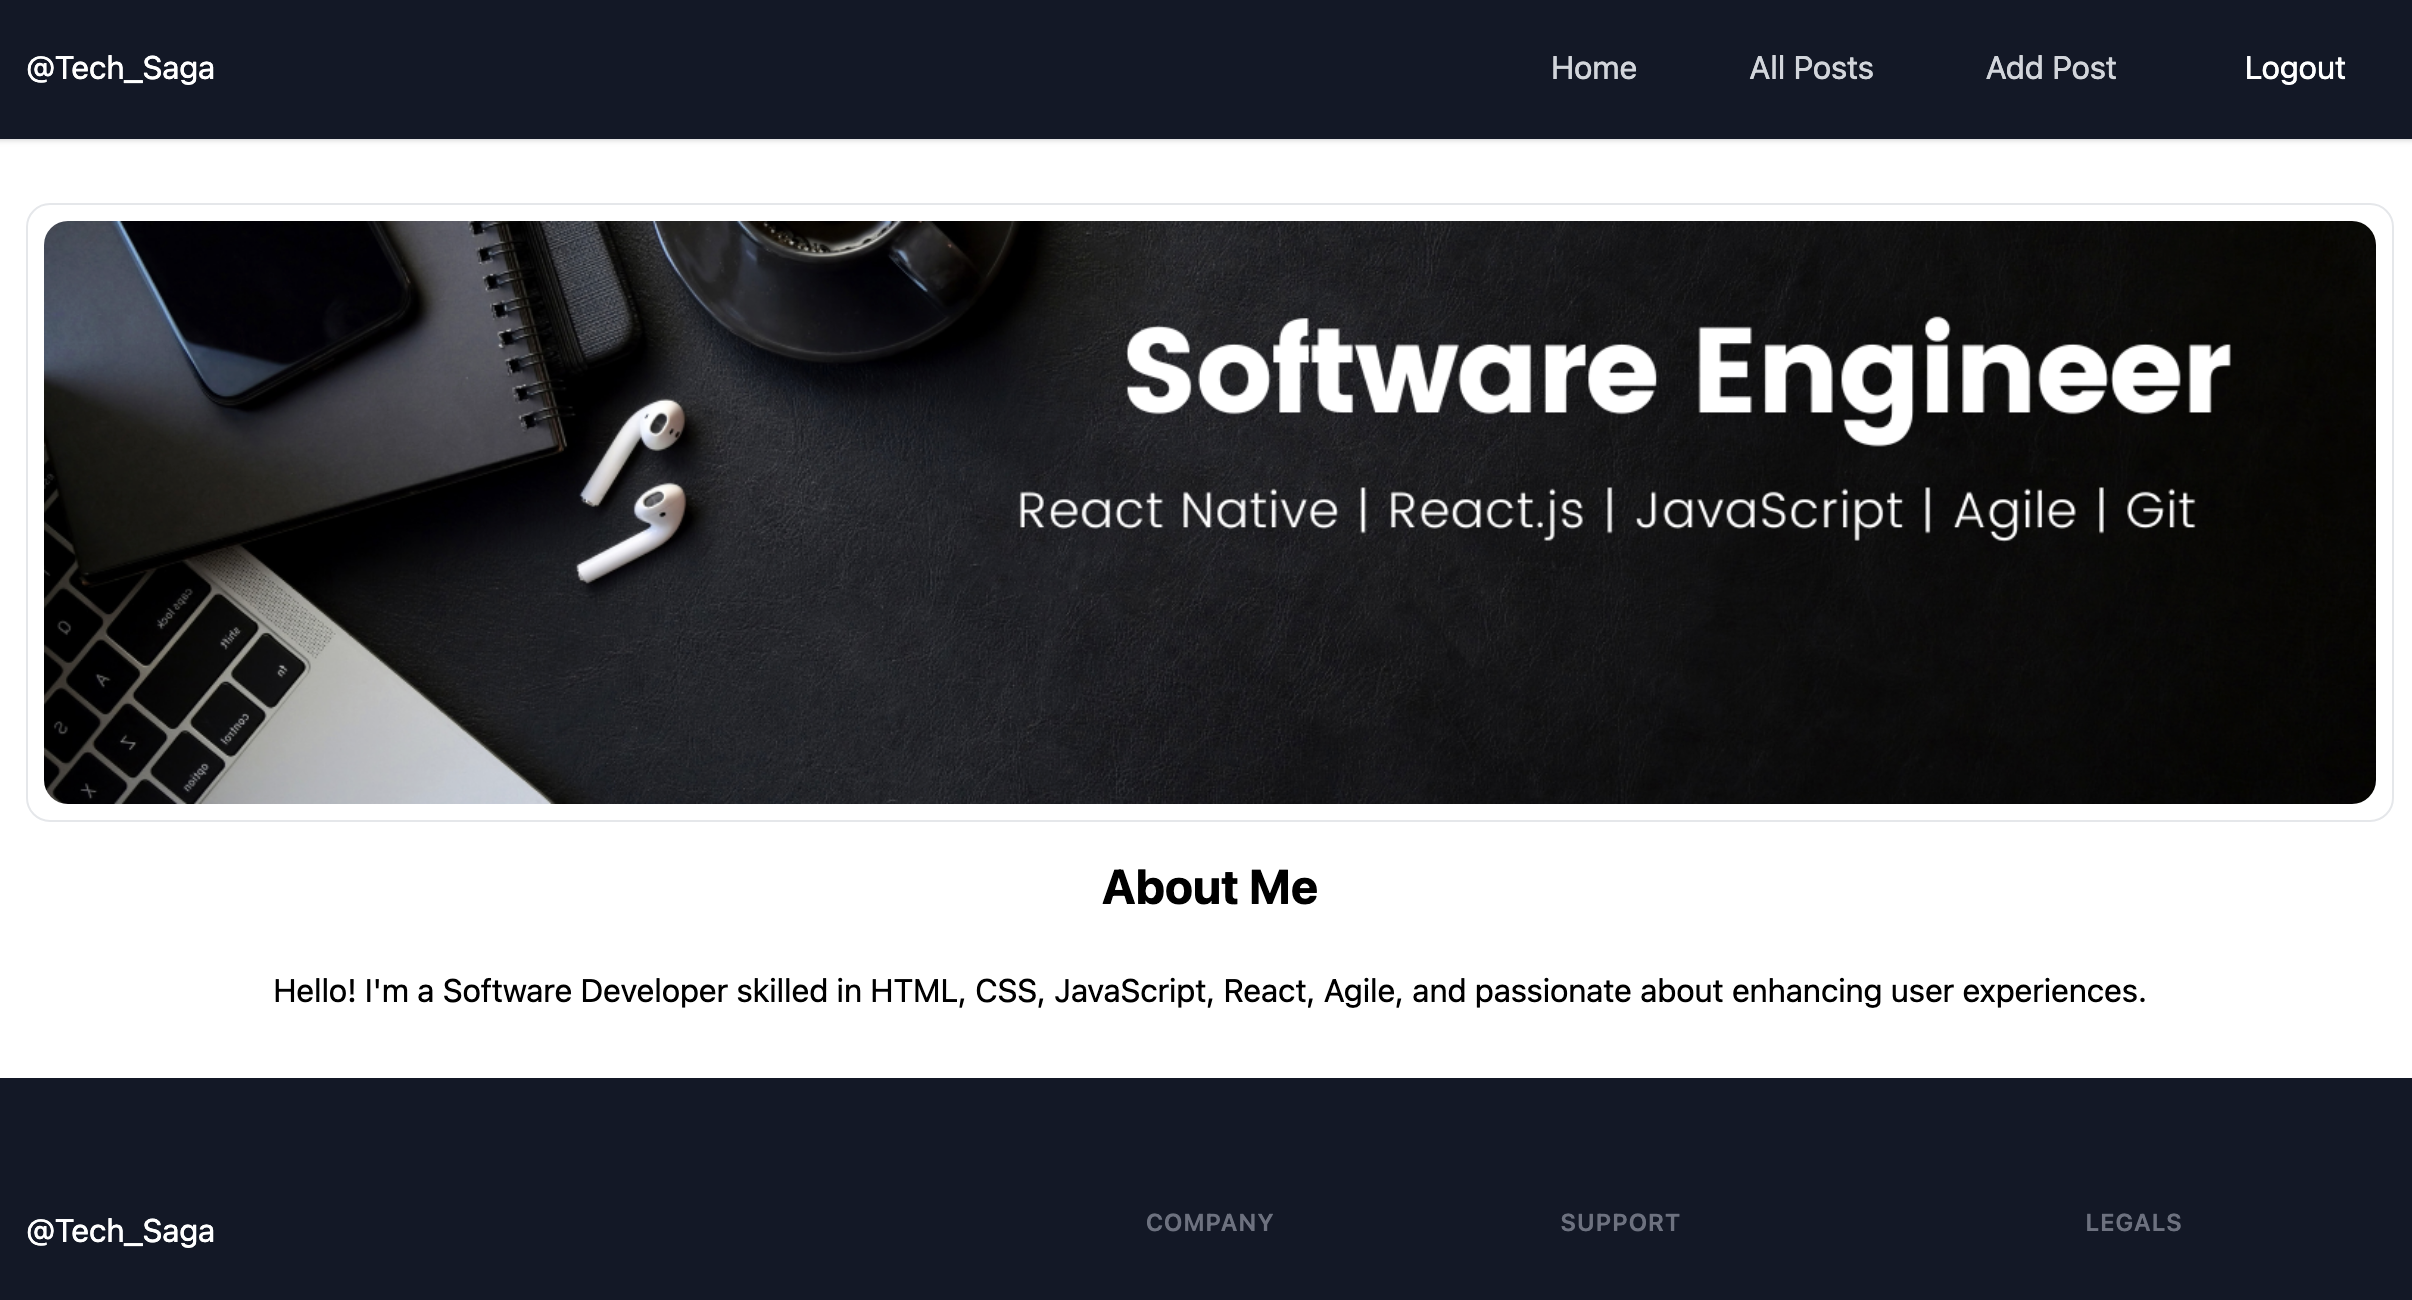 @Tech_Saga Home All Posts Add Post Logout
Software Engineer
React Native | React.js | JavaScript | Agile | Git
caps lock
shift
fn
control
option
Q
A
S
Z
X
About Me
Hello! I'm a Software Developer skilled in HTML, CSS, JavaScript, React, Agile, and passionate about enhancing user experiences.
@Tech_Saga COMPANY SUPPORT LEGALS